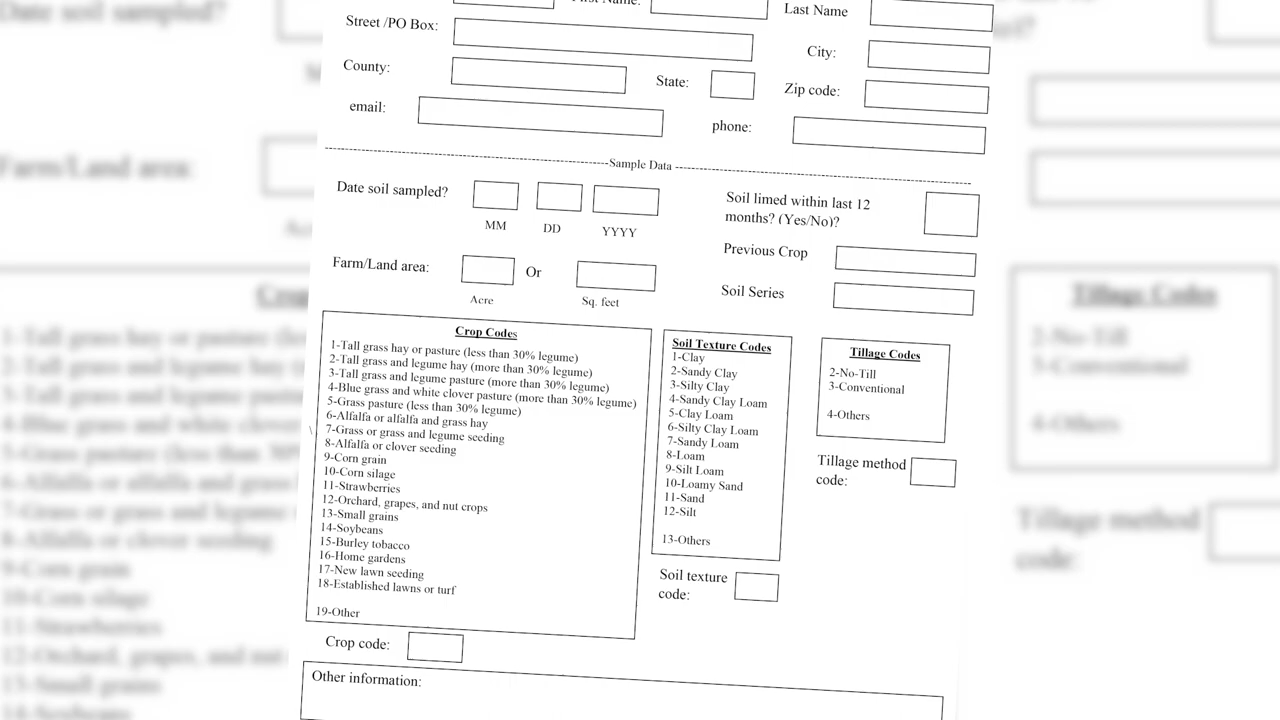 First Name:
Last Name
Street /PO Box:
City:
County:
State:
Zip code:
email:
phone:
Sample Data
Date soil sampled?
MM
DD
YYYY
Soil limed within last 12
months? (Yes/No)?
Previous Crop
Farm/Land area:
Or
Acre
Sq. feet
Soil Series
Crop Codes
1-Tall grass hay or pasture (less than 30% legume)
2-Tall grass and legume hay (more than 30% legume)
3-Tall grass and legume pasture (more than 30% legume)
4-Blue grass and white clover pasture (more than 30% legume)
5-Grass pasture (less than 30% legume)
6-Alfalfa or alfalfa and grass hay
7-Grass or grass and legume seeding
8-Alfalfa or clover seeding
9-Corn grain
10-Corn silage
11-Strawberries
12-Orchard, grapes, and nut crops
13-Small grains
14-Soybeans
15-Burley tobacco
16-Home gardens
17-New lawn seeding
18-Established lawns or turf
19-Other
Crop code:
Soil Texture Codes
1-Clay
2-Sandy Clay
3-Silty Clay
4-Sandy Clay Loam
5-Clay Loam
6-Silty Clay Loam
7-Sandy Loam
8-Loam
9-Silt Loam
10-Loamy Sand
11-Sand
12-Silt
13-Others
Soil texture
code:
Tillage Codes
2-No-Till
3-Conventional
4-Others
Tillage method
code:
Other information: